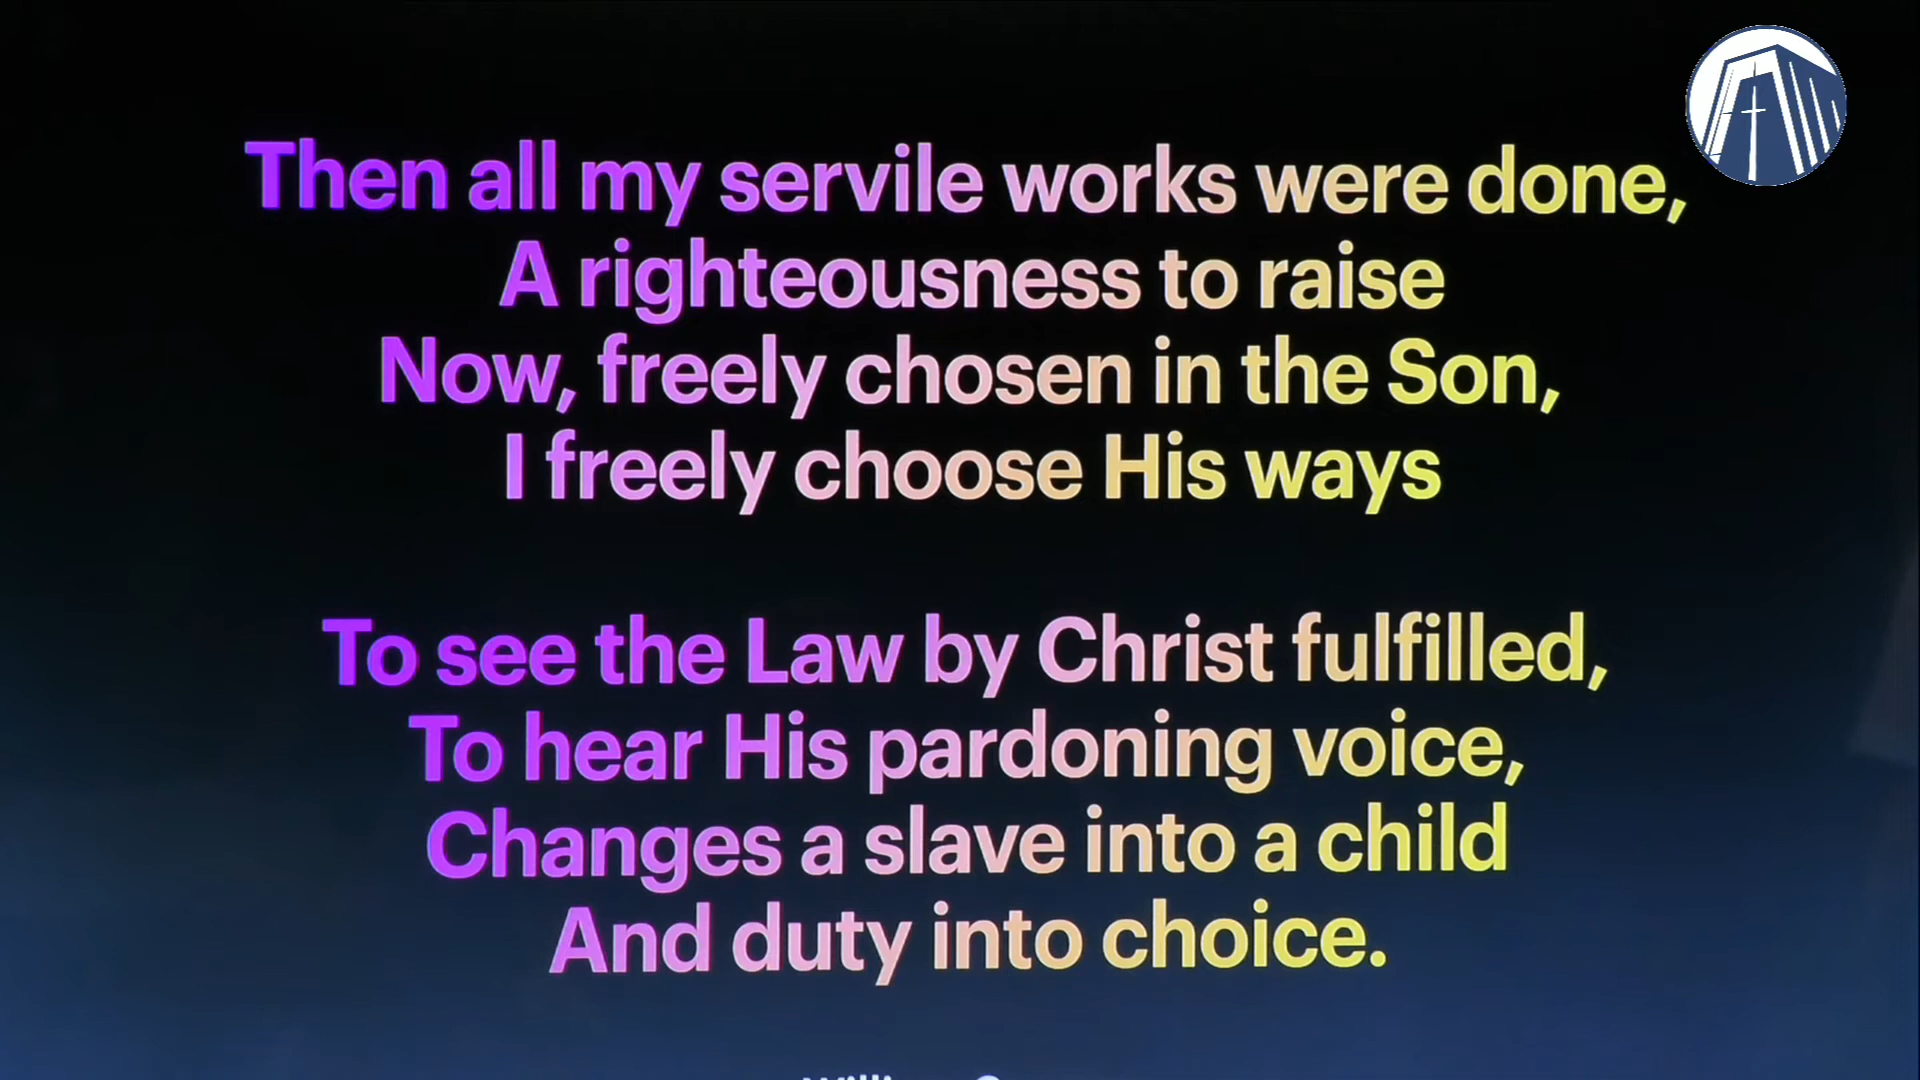 Then all my servile works were done,
A righteousness to raise
Now, freely chosen in the Son,
I freely choose His ways
To see the Law by Christ fulfilled,
To hear His pardoning voice,
Changes a slave into a child
And duty into choice.